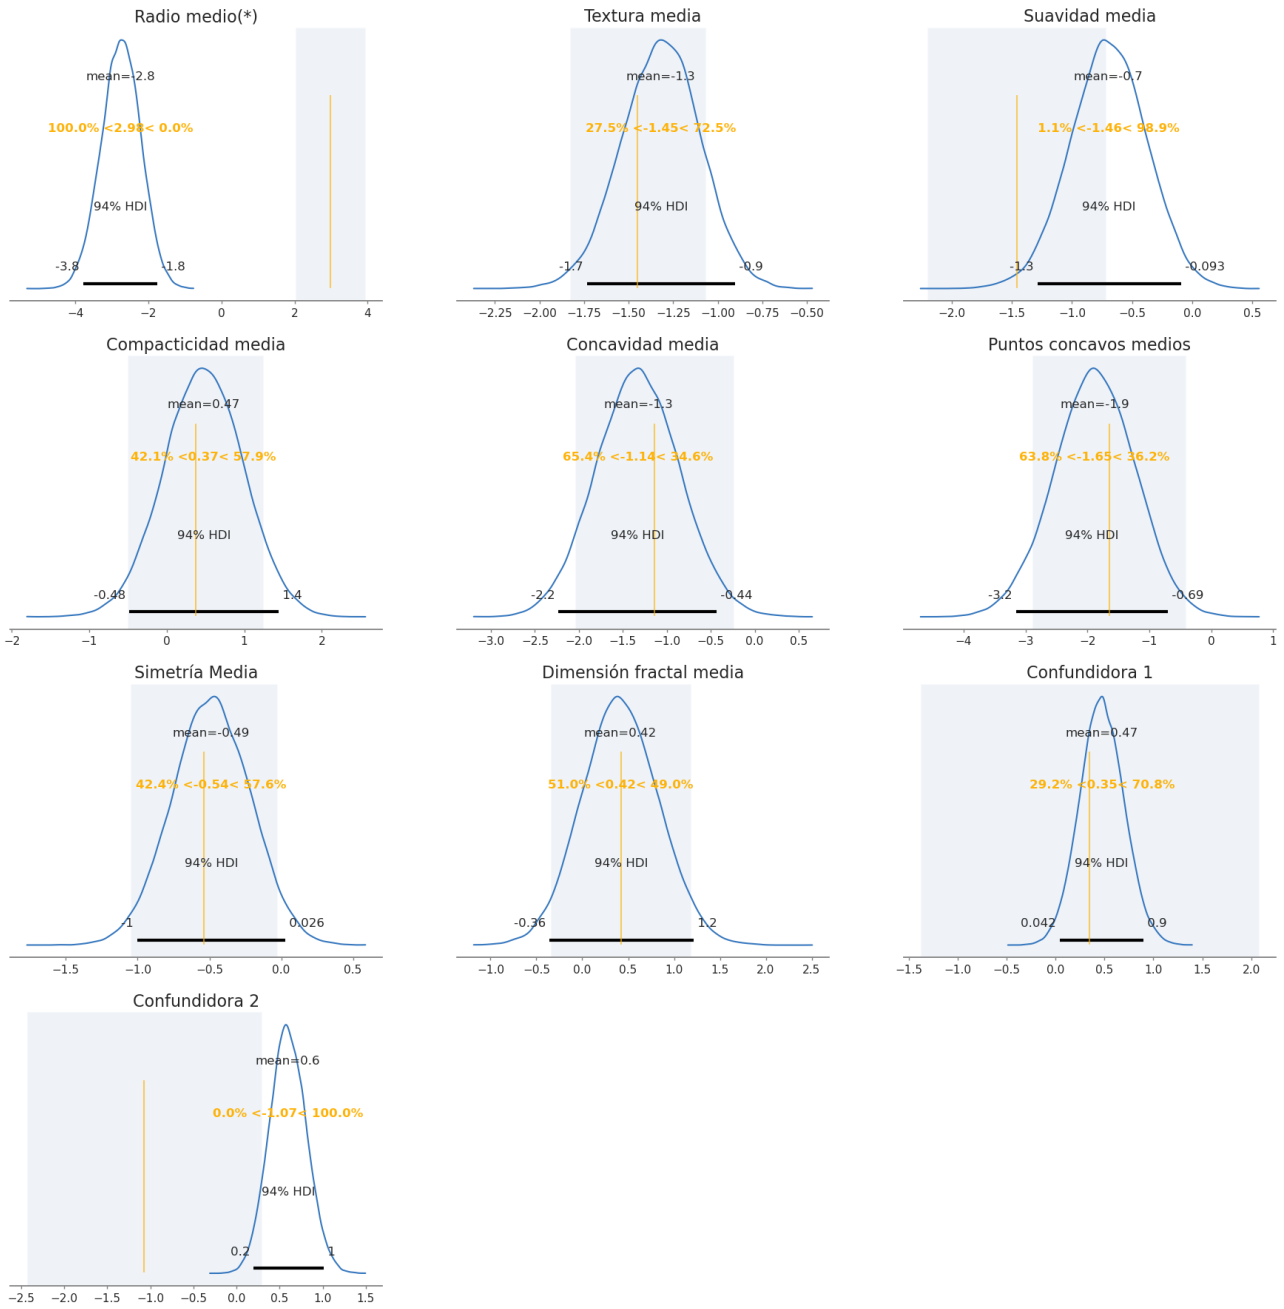 Radio medio(*)
mean=-2.8
100.0% <2.98< 0.0%
94% HDI
-3.8
-1.8
−4
−2
0
2
4
Textura media
mean=-1.3
27.5% <-1.45< 72.5%
94% HDI
-1.7
-0.9
−2.25
−2.00
−1.75
−1.50
−1.25
−1.00
−0.75
−0.50
Suavidad media
mean=-0.7
1.1% <-1.46< 98.9%
94% HDI
-1.3
-0.093
−2.0
−1.5
−1.0
−0.5
0.0
0.5
Compacticidad media
mean=0.47
42.1% <0.37< 57.9%
94% HDI
-0.48
1.4
−2
−1
0
1
2
Concavidad media
mean=-1.3
65.4% <-1.14< 34.6%
94% HDI
-2.2
-0.44
−3.0
−2.5
−2.0
−1.5
−1.0
−0.5
0.0
0.5
Puntos concavos medios
mean=-1.9
63.8% <-1.65< 36.2%
94% HDI
-3.2
-0.69
−4
−3
−2
−1
0
1
Simetría Media
mean=-0.49
42.4% <-0.54< 57.6%
94% HDI
-1
0.026
−1.5
−1.0
−0.5
0.0
0.5
Dimensión fractal media
mean=0.42
51.0% <0.42< 49.0%
94% HDI
-0.36
1.2
−1.0
−0.5
0.0
0.5
1.0
1.5
2.0
2.5
Confundidora 1
mean=0.47
29.2% <0.35< 70.8%
94% HDI
0.042
0.9
−1.5
−1.0
−0.5
0.0
0.5
1.0
1.5
2.0
Confundidora 2
mean=0.6
0.0% <-1.07< 100.0%
94% HDI
0.2
1
−2.5
−2.0
−1.5
−1.0
−0.5
0.0
0.5
1.0
1.5